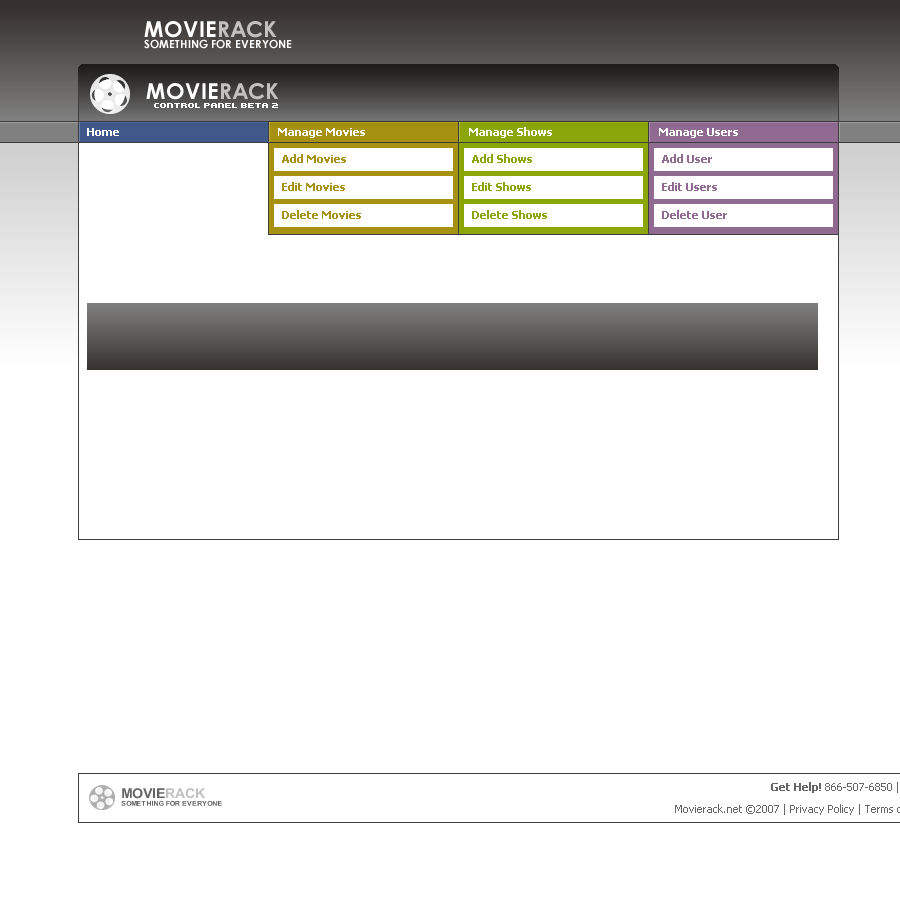 MOVIERACK
SOMETHING FOR EVERYONE
MOVIERACK
CONTROL PANEL BETA 2
Home
Manage Movies
Manage Shows
Manage Users
Add Movies
Add Shows
Add User
Edit Movies
Edit Shows
Edit Users
Delete Movies
Delete Shows
Delete User
MOVIERACK
SOMETHING FOR EVERYONE
Get Help! 866-507-6850 |
Movierack.net ©2007 | Privacy Policy | Terms